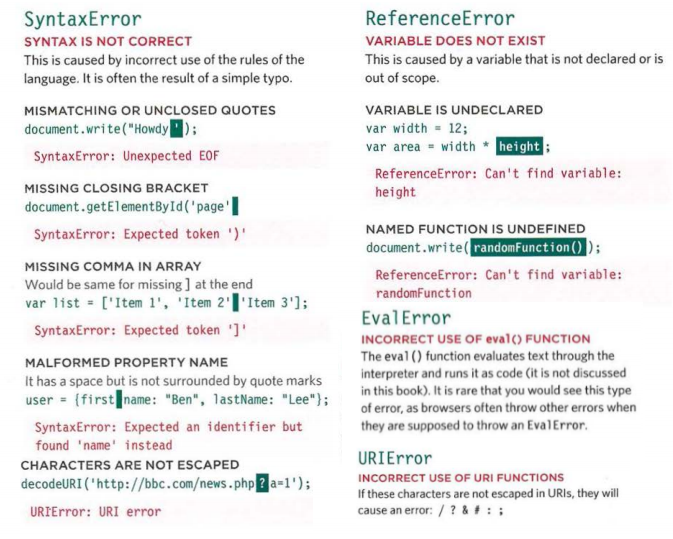 SyntaxError
SYNTAX IS NOT CORRECT
This is caused by incorrect use of the rules of the
language. It is often the result of a simple typo.
MISMATCHING OR UNCLOSED QUOTES
document.write("Howdy');
SyntaxError: Unexpected EOF
MISSING CLOSING BRACKET
document.getElementById('page'
SyntaxError: Expected token ')'
MISSING COMMA IN ARRAY
Would be same for missing ] at the end
var list = ['Item 1', 'Item 2' 'Item 3'];
SyntaxError: Expected token ']'
MALFORMED PROPERTY NAME
It has a space but is not surrounded by quote marks
user = {first name: "Ben", lastName: "Lee"};
SyntaxError: Expected an identifier but
found 'name' instead
CHARACTERS ARE NOT ESCAPED
decodeURI('http://bbc.com/news.php?a=1');
URIError: URI error
ReferenceError
VARIABLE DOES NOT EXIST
This is caused by a variable that is not declared or is
out of scope.
VARIABLE IS UNDECLARED
var width = 12;
var area = width * height;
ReferenceError: Can't find variable:
height
NAMED FUNCTION IS UNDEFINED
document.write(randomFunction());
ReferenceError: Can't find variable:
randomFunction
EvalError
INCORRECT USE OF eval() FUNCTION
The eval() function evaluates text through the
interpreter and runs it as code (it is not discussed
in this book). It is rare that you would see this type
of error, as browsers often throw other errors when
they are supposed to throw an EvalError.
URIError
INCORRECT USE OF URI FUNCTIONS
If these characters are not escaped in URIs, they will
cause an error: / ? & # : ;